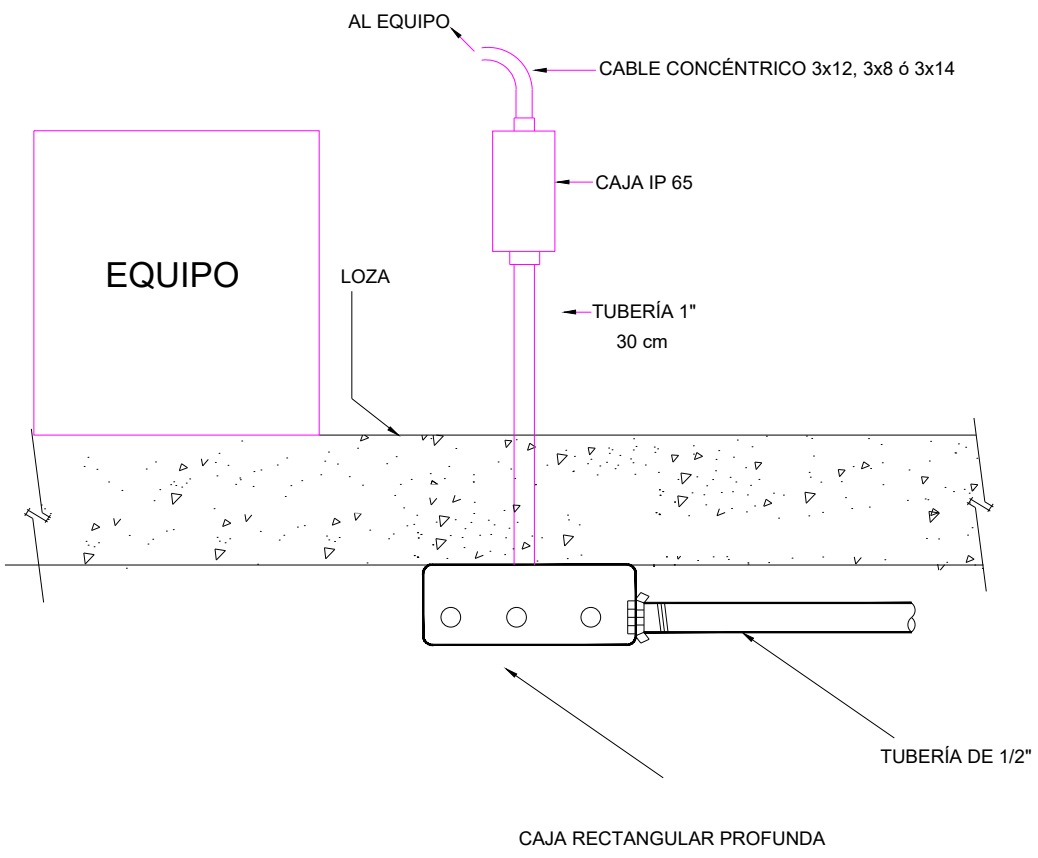 AL EQUIPO
CABLE CONCÉNTRICO 3x12, 3x8 ó 3x14
CAJA IP 65
EQUIPO
LOZA
TUBERÍA 1"
30 cm
TUBERÍA DE 1/2"
CAJA RECTANGULAR PROFUNDA